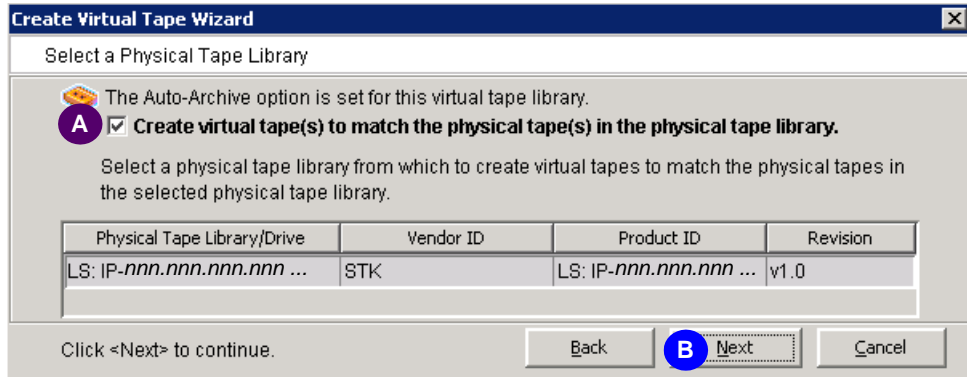 Create Virtual Tape Wizard
Select a Physical Tape Library
The Auto-Archive option is set for this virtual tape library.
A Create virtual tape(s) to match the physical tape(s) in the physical tape library.
Select a physical tape library from which to create virtual tapes to match the physical tapes in
the selected physical tape library.
Physical Tape Library/Drive Vendor ID Product ID Revision
LS: IP-nnn.nnn.nnn.nnn ... STK LS: IP-nnn.nnn.nnn ... v1.0
Click <Next> to continue. Back B Next Cancel